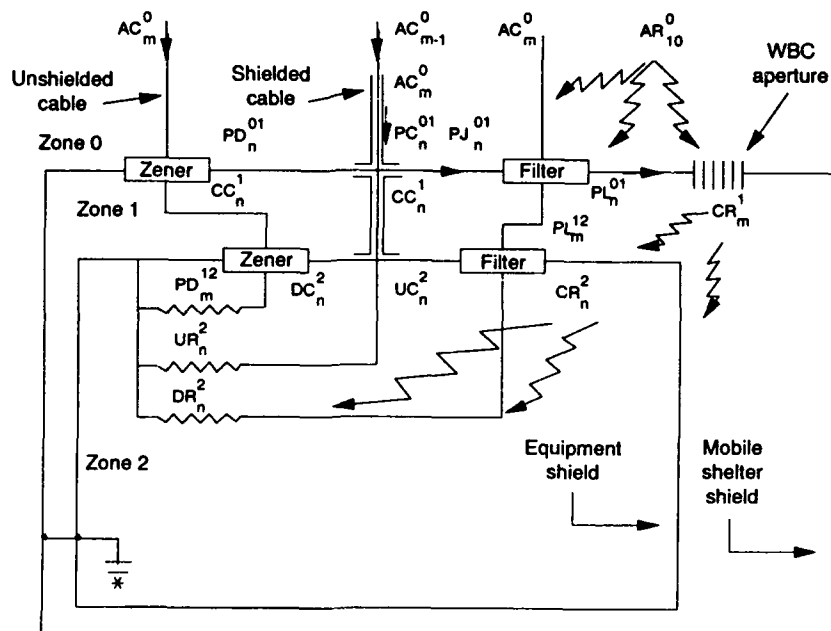 AC⁰ₘ
AC⁰ₘ₋₁
AC⁰ₘ
AR⁰₁₀
WBC
aperture
Unshielded
cable
Shielded
cable
AC⁰ₘ
Zone 0
PD⁰¹ₙ
PC⁰¹ₙ
PJ⁰¹ₙ
Zener
Filter
CC¹ₙ
CC¹ₙ
PL⁰¹ₙ
Zone 1
PL¹²ₘ
CR¹ₘ
Zener
Filter
PD¹²ₘ
DC²ₙ
UC²ₙ
CR²ₙ
UR²ₙ
DR²ₙ
Zone 2
Equipment
shield
Mobile
shelter
shield
*